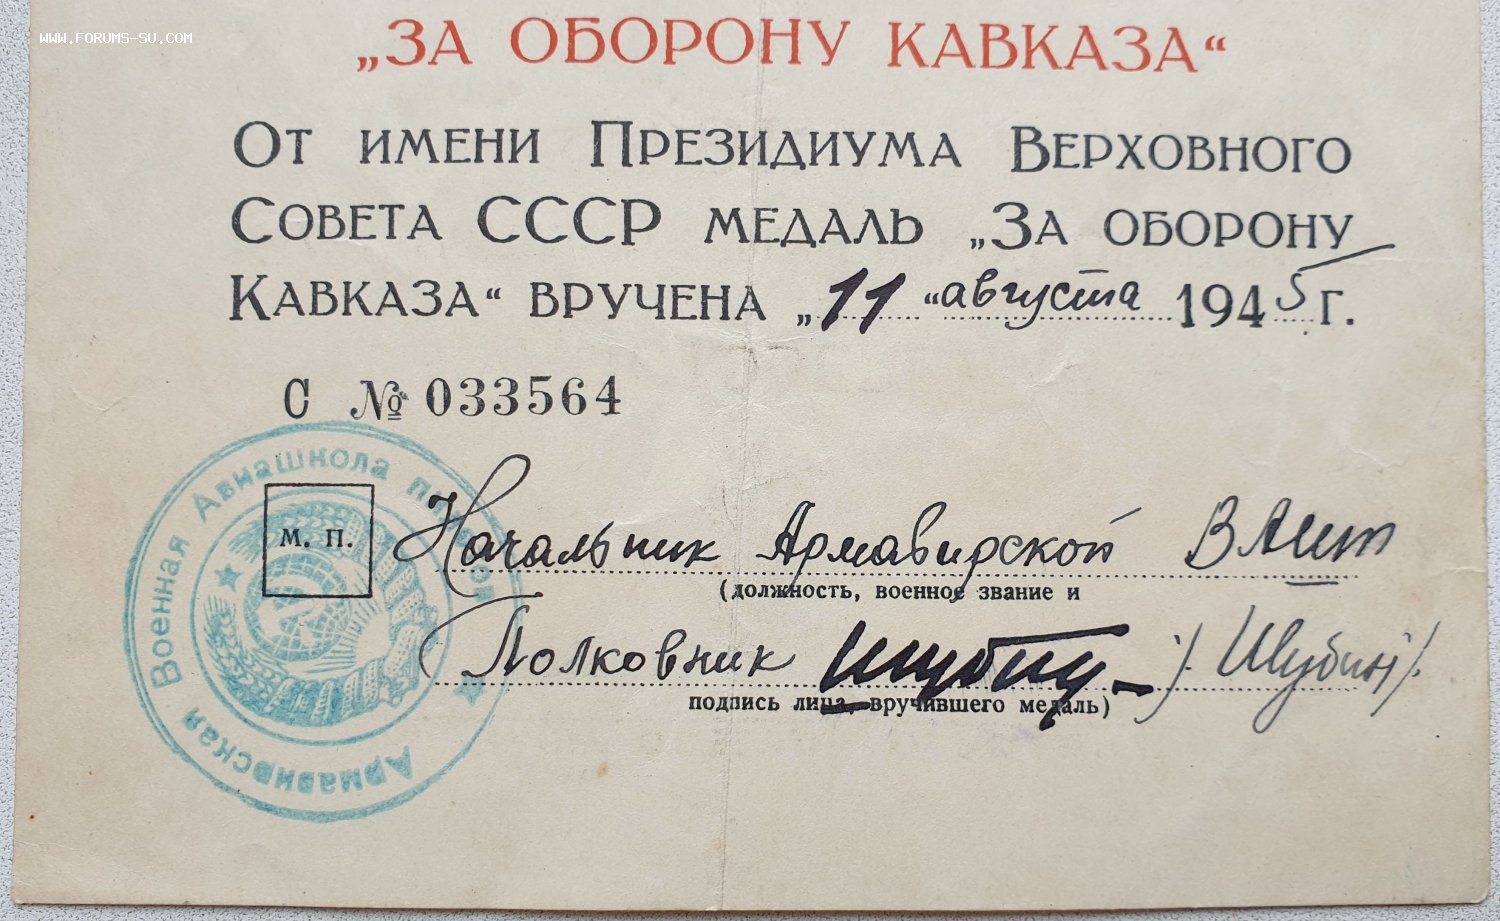 WWW.FORUMS-SU.COM
„ЗА ОБОРОНУ КАВКАЗА“
От имени Президиума Верховного
Совета СССР медаль „За оборону
Кавказа“ вручена „11“ августа 1945 г.
С № 033564
М. П.
Армавирская Военная Авиашкола пилотов
Начальник Армавирской ВАШП
(должность, военное звание и
Полковник Шубин /Шубин/.
подпись лица, вручившего медаль)